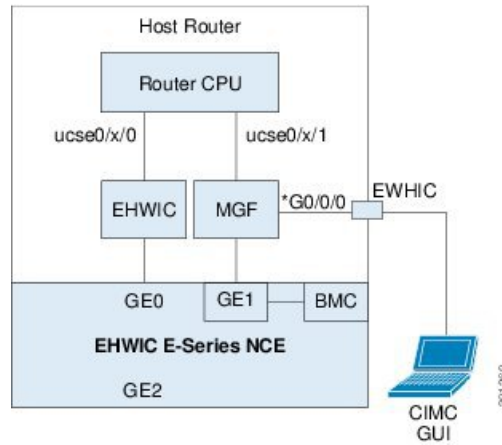 Host Router
Router CPU
ucse0/x/0
ucse0/x/1
EHWIC
MGF
*G0/0/0
EWHIC
GE0
GE1
BMC
EHWIC E-Series NCE
GE2
CIMC
GUI